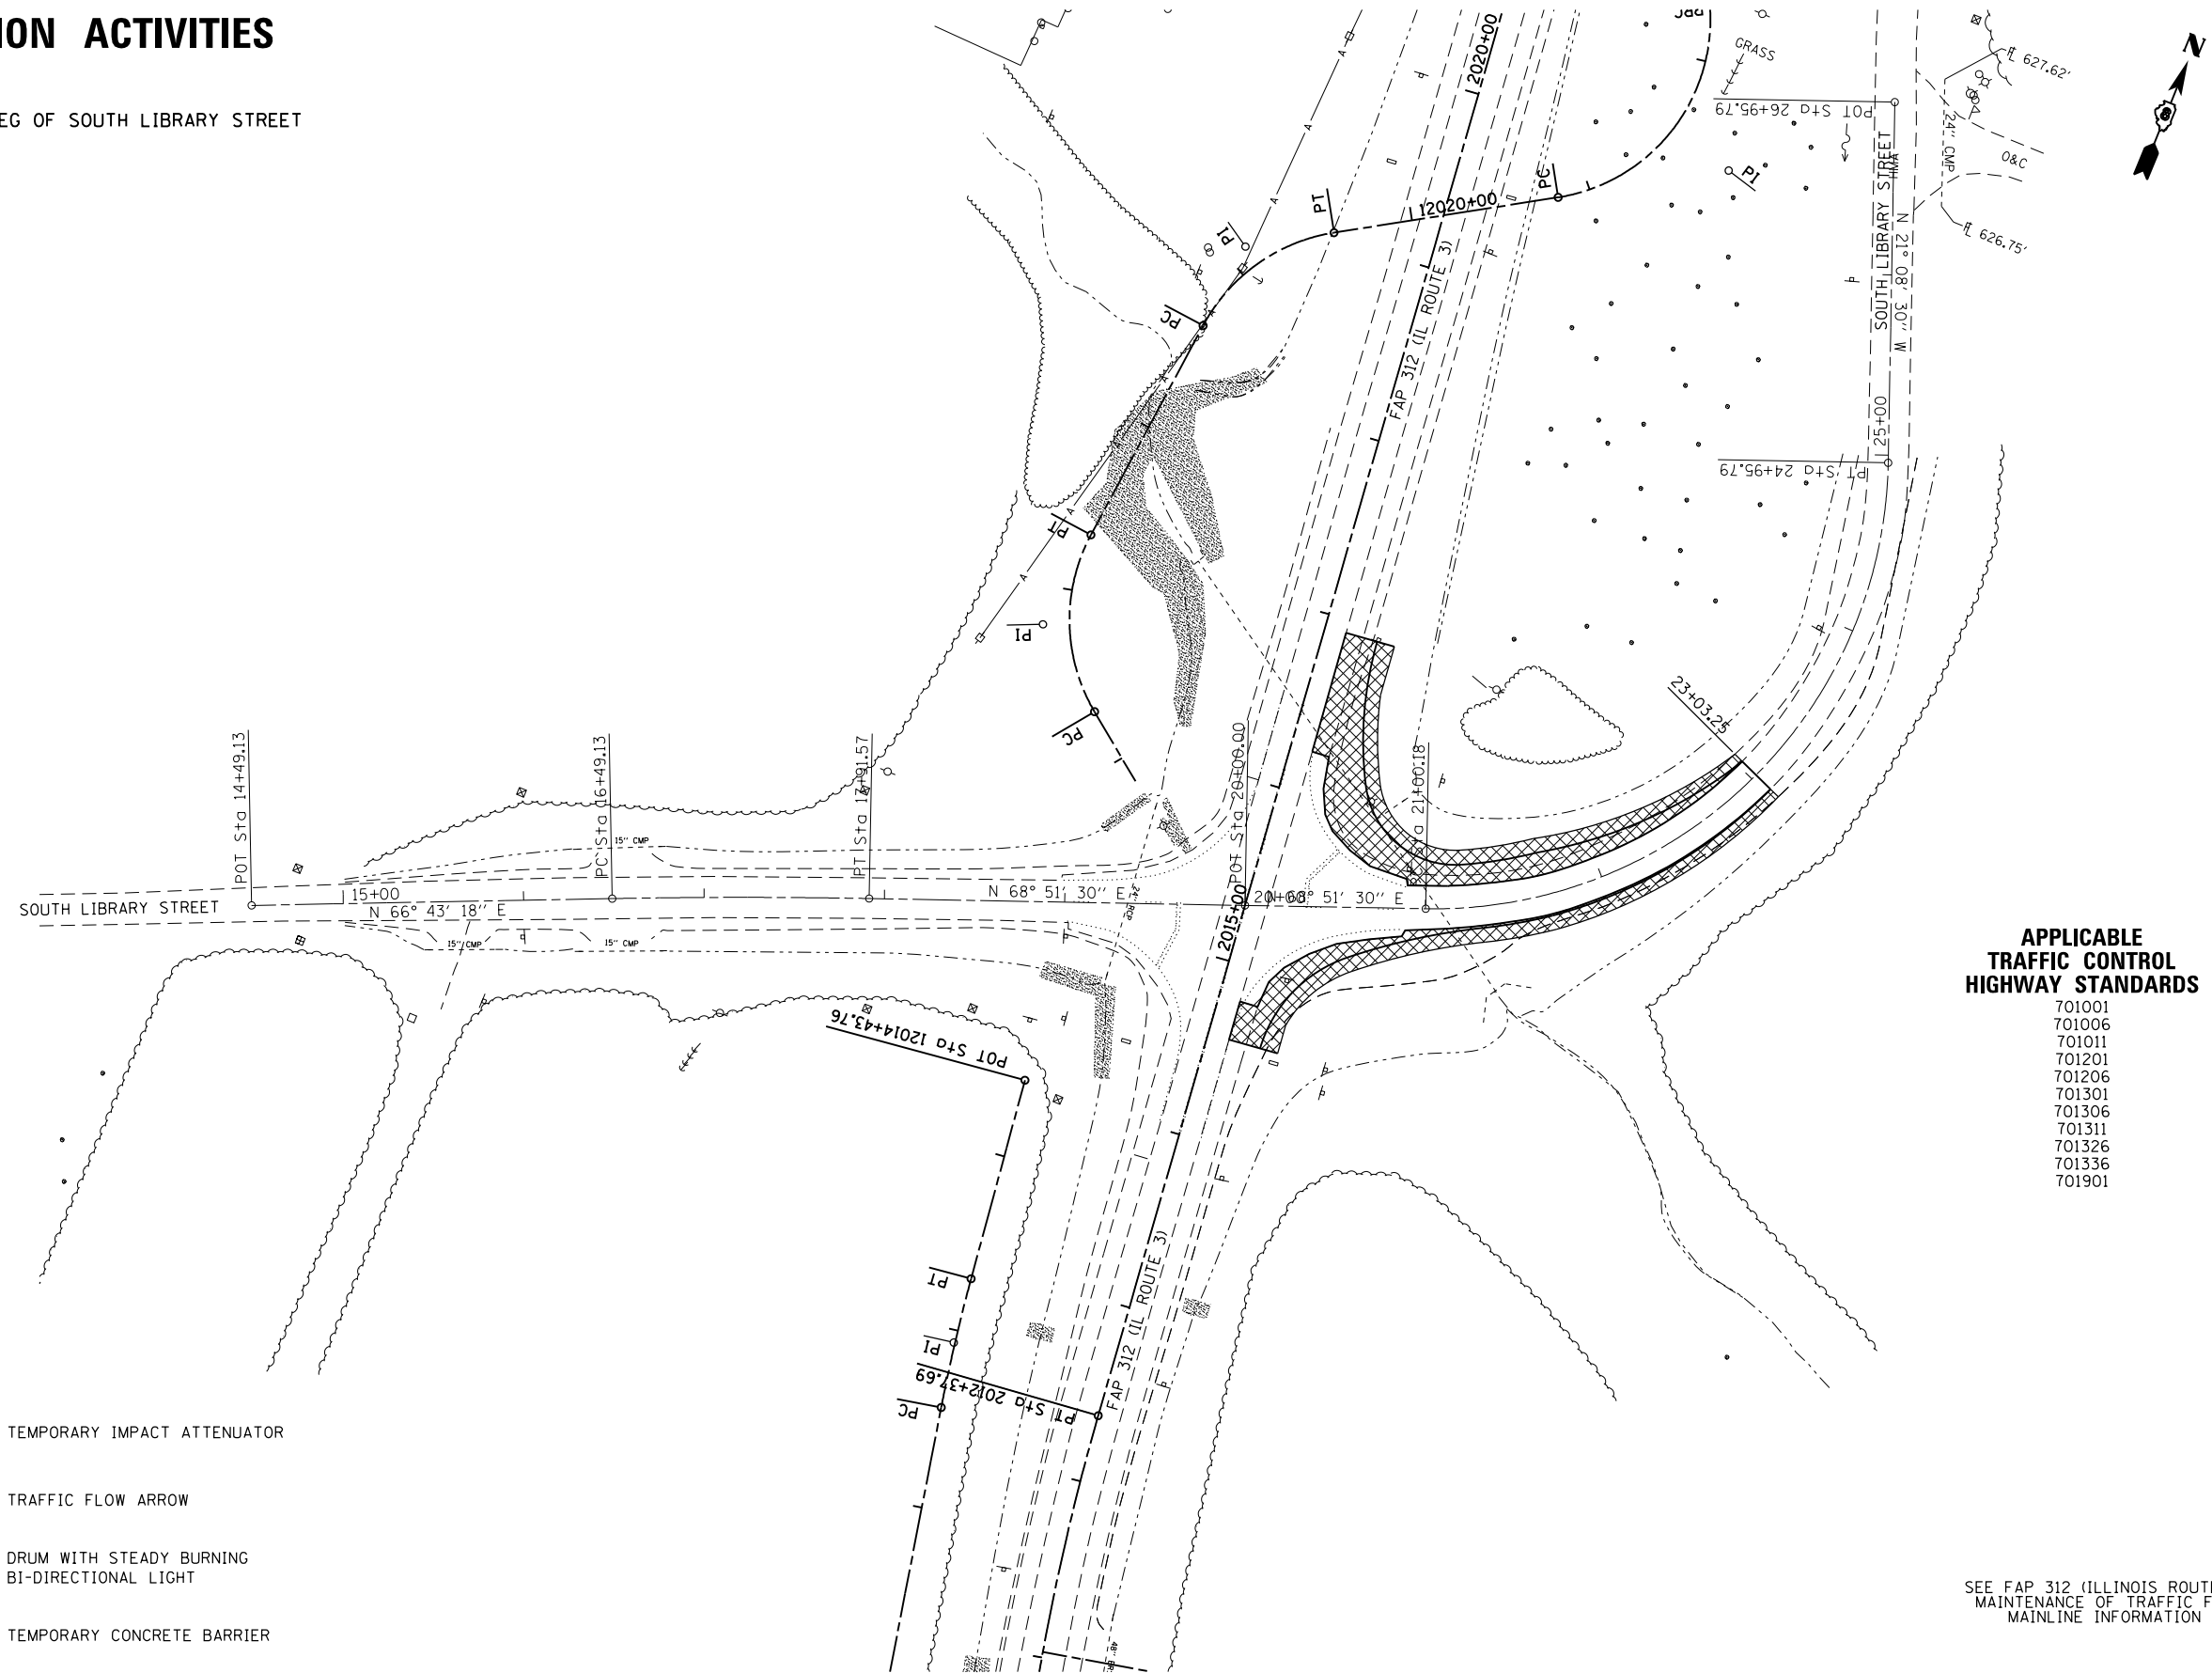 ION ACTIVITIES
EG OF SOUTH LIBRARY STREET
N
2020+00
GRASS
℄ 627.62'
POT Sta 26+95.79
24'' CMP
O&C
SOUTH LIBRARY STREET
HMA
N 21° 08' 30'' W
℄ 626.75'
PI
PC
12020+00
PT
PI
PC
FAP 312 (IL ROUTE 3)
25+00
PT Sta 24+95.79
PT
PI
PC
23+03.25
POT Sta 14+49.13
PC Sta 16+49.13
PT Sta 17+91.57
POT Sta 20+00.00
Sta 21+00.18
15'' CMP
15+00
SOUTH LIBRARY STREET
N 66° 43' 18'' E
N 68° 51' 30'' E
24' RCP
2015+00
20+00
N 68° 51' 30'' E
15'' CMP
15'' CMP
POT Sta 12014+43.76
APPLICABLE
TRAFFIC CONTROL
HIGHWAY STANDARDS
701001
701006
701011
701201
701206
701301
701306
701311
701326
701336
701901
PT
PI
PC
PT Sta 2012+37.69
FAP 312 (IL ROUTE 3)
TEMPORARY IMPACT ATTENUATOR
TRAFFIC FLOW ARROW
DRUM WITH STEADY BURNING
BI-DIRECTIONAL LIGHT
TEMPORARY CONCRETE BARRIER
SEE FAP 312 (ILLINOIS ROUT
MAINTENANCE OF TRAFFIC F
MAINLINE INFORMATION